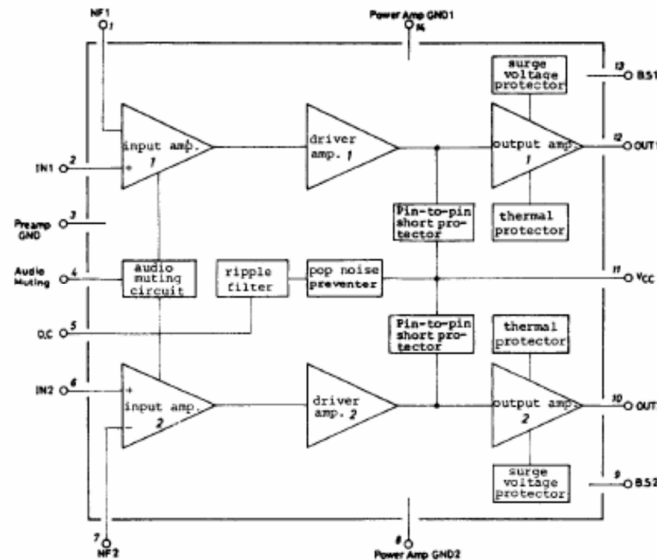 NF1
1
Power Amp GND1
14
surge
voltage
protector
13
B.S1
input amp.
1
driver
amp. 1
output amp.
1
12
OUT1
IN1
2
+
Preamp
GND
3
Pin-to-pin
short pro-
tector
thermal
protector
Audio
Muting
4
audio
muting
circuit
ripple
filter
pop noise
preventer
11
VCC
D.C
5
Pin-to-pin
short pro-
tector
thermal
protector
IN2
6
+
input amp.
2
driver
amp. 2
output amp.
2
10
OUT
−
surge
voltage
protector
9
B.S2
7
NF2
8
Power Amp GND2